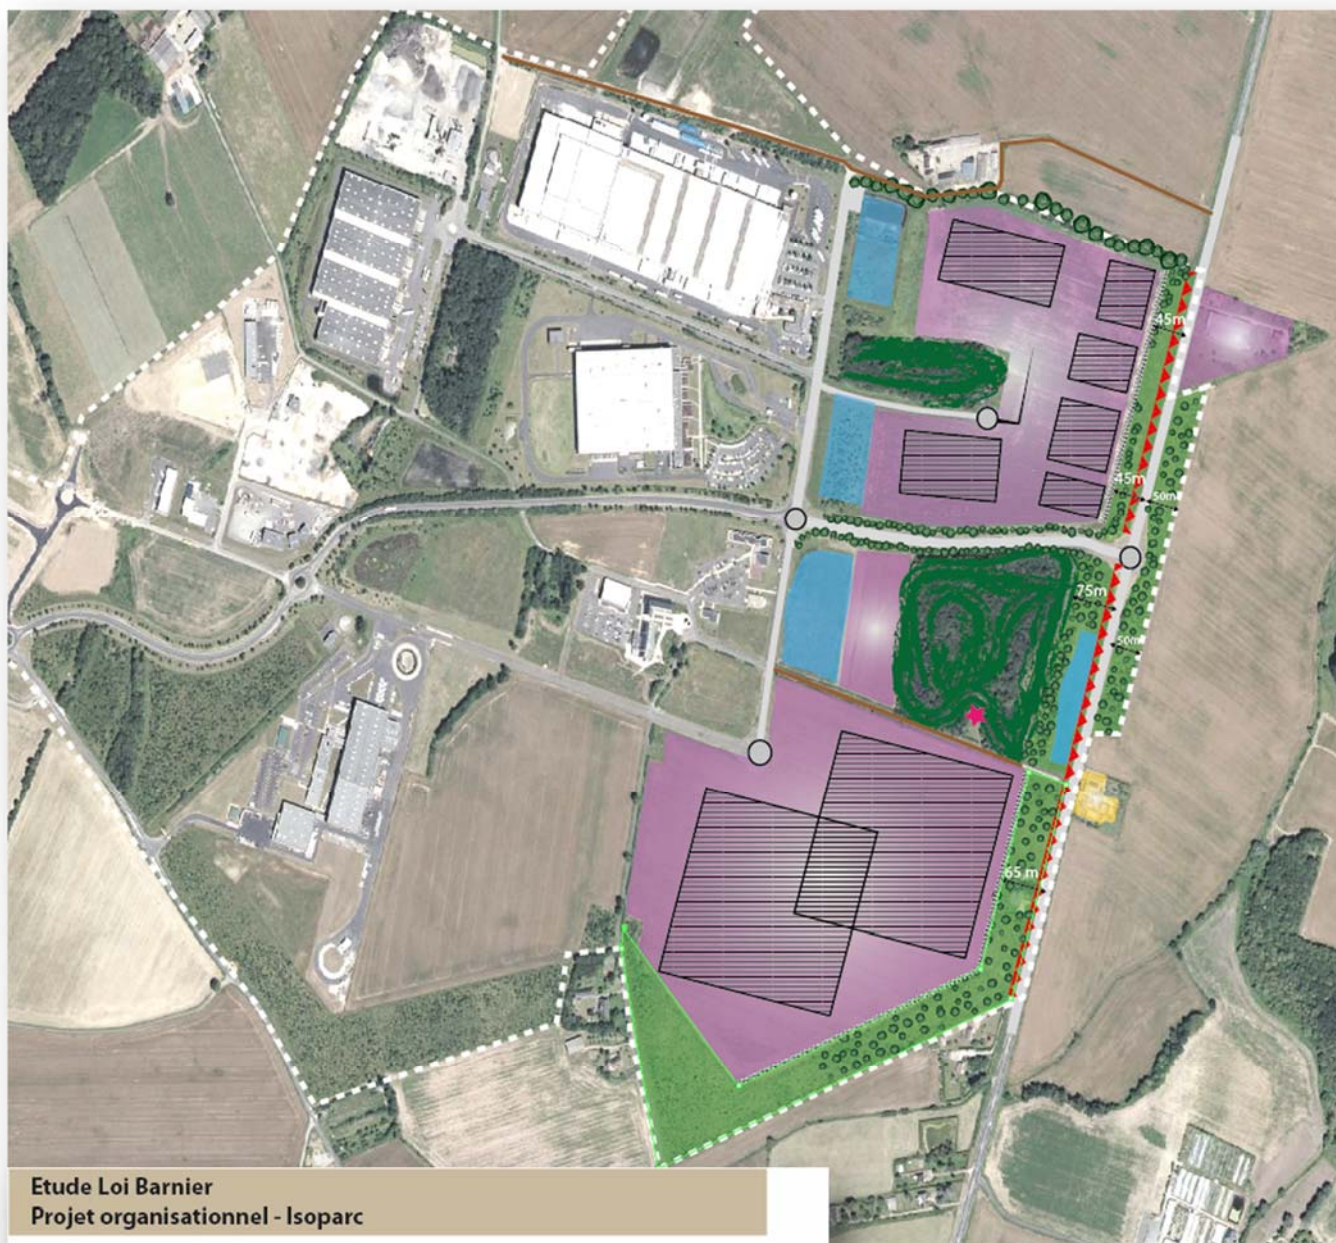 45m
45m
50m
75m
50m
65 m
Etude Loi Barnier
Projet organisationnel - Isoparc